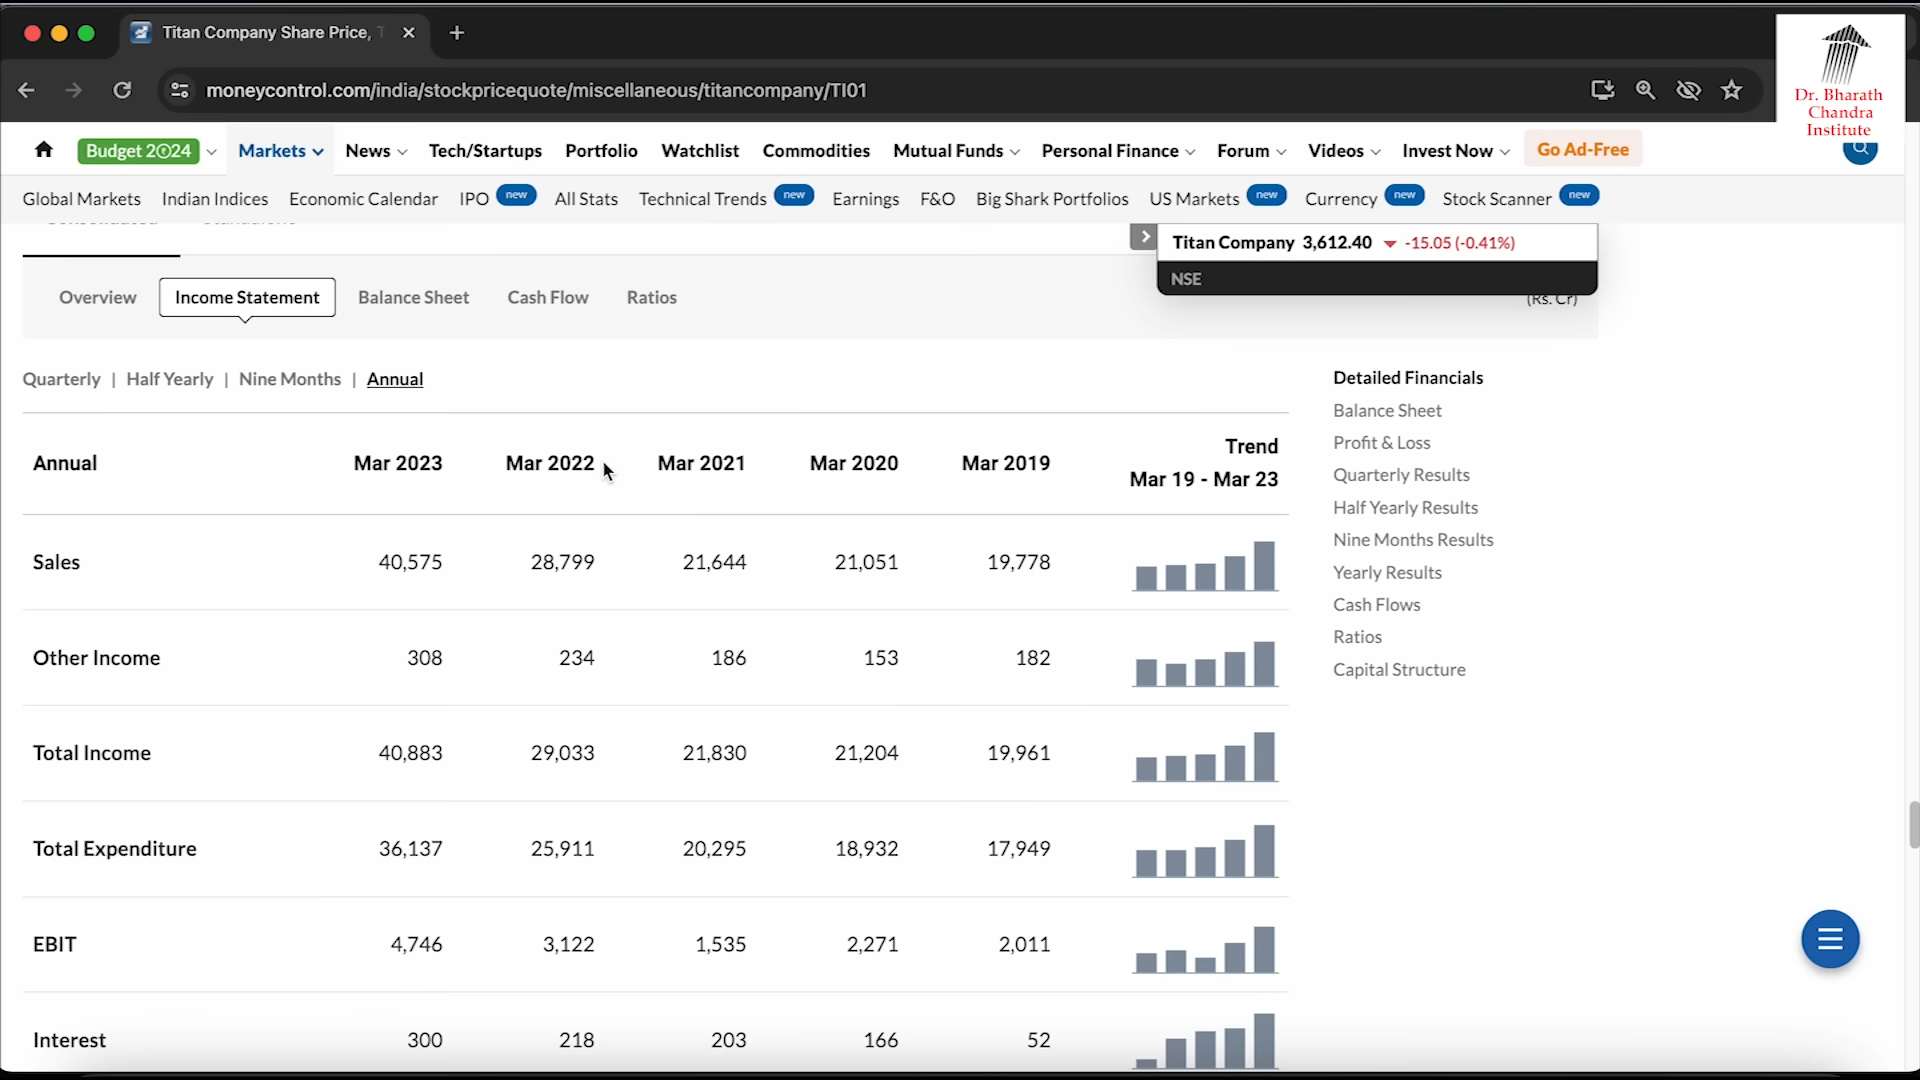 Titan Company Share Price, T
moneycontrol.com/india/stockpricequote/miscellaneous/titancompany/TI01
Dr. Bharath
Chandra
Institute
Budget 2024 Markets News Tech/Startups Portfolio Watchlist Commodities Mutual Funds Personal Finance Forum Videos Invest Now Go Ad-Free
Global Markets Indian Indices Economic Calendar IPO new All Stats Technical Trends new Earnings F&O Big Shark Portfolios US Markets new Currency new Stock Scanner new
Consolidated Standalone
Titan Company 3,612.40 -15.05 (-0.41%)
NSE
Overview Income Statement Balance Sheet Cash Flow Ratios (Rs. Cr)
Quarterly | Half Yearly | Nine Months | Annual
Annual Mar 2023 Mar 2022 Mar 2021 Mar 2020 Mar 2019 Trend
Mar 19 - Mar 23
Sales 40,575 28,799 21,644 21,051 19,778
Other Income 308 234 186 153 182
Total Income 40,883 29,033 21,830 21,204 19,961
Total Expenditure 36,137 25,911 20,295 18,932 17,949
EBIT 4,746 3,122 1,535 2,271 2,011
Interest 300 218 203 166 52
Detailed Financials
Balance Sheet
Profit & Loss
Quarterly Results
Half Yearly Results
Nine Months Results
Yearly Results
Cash Flows
Ratios
Capital Structure